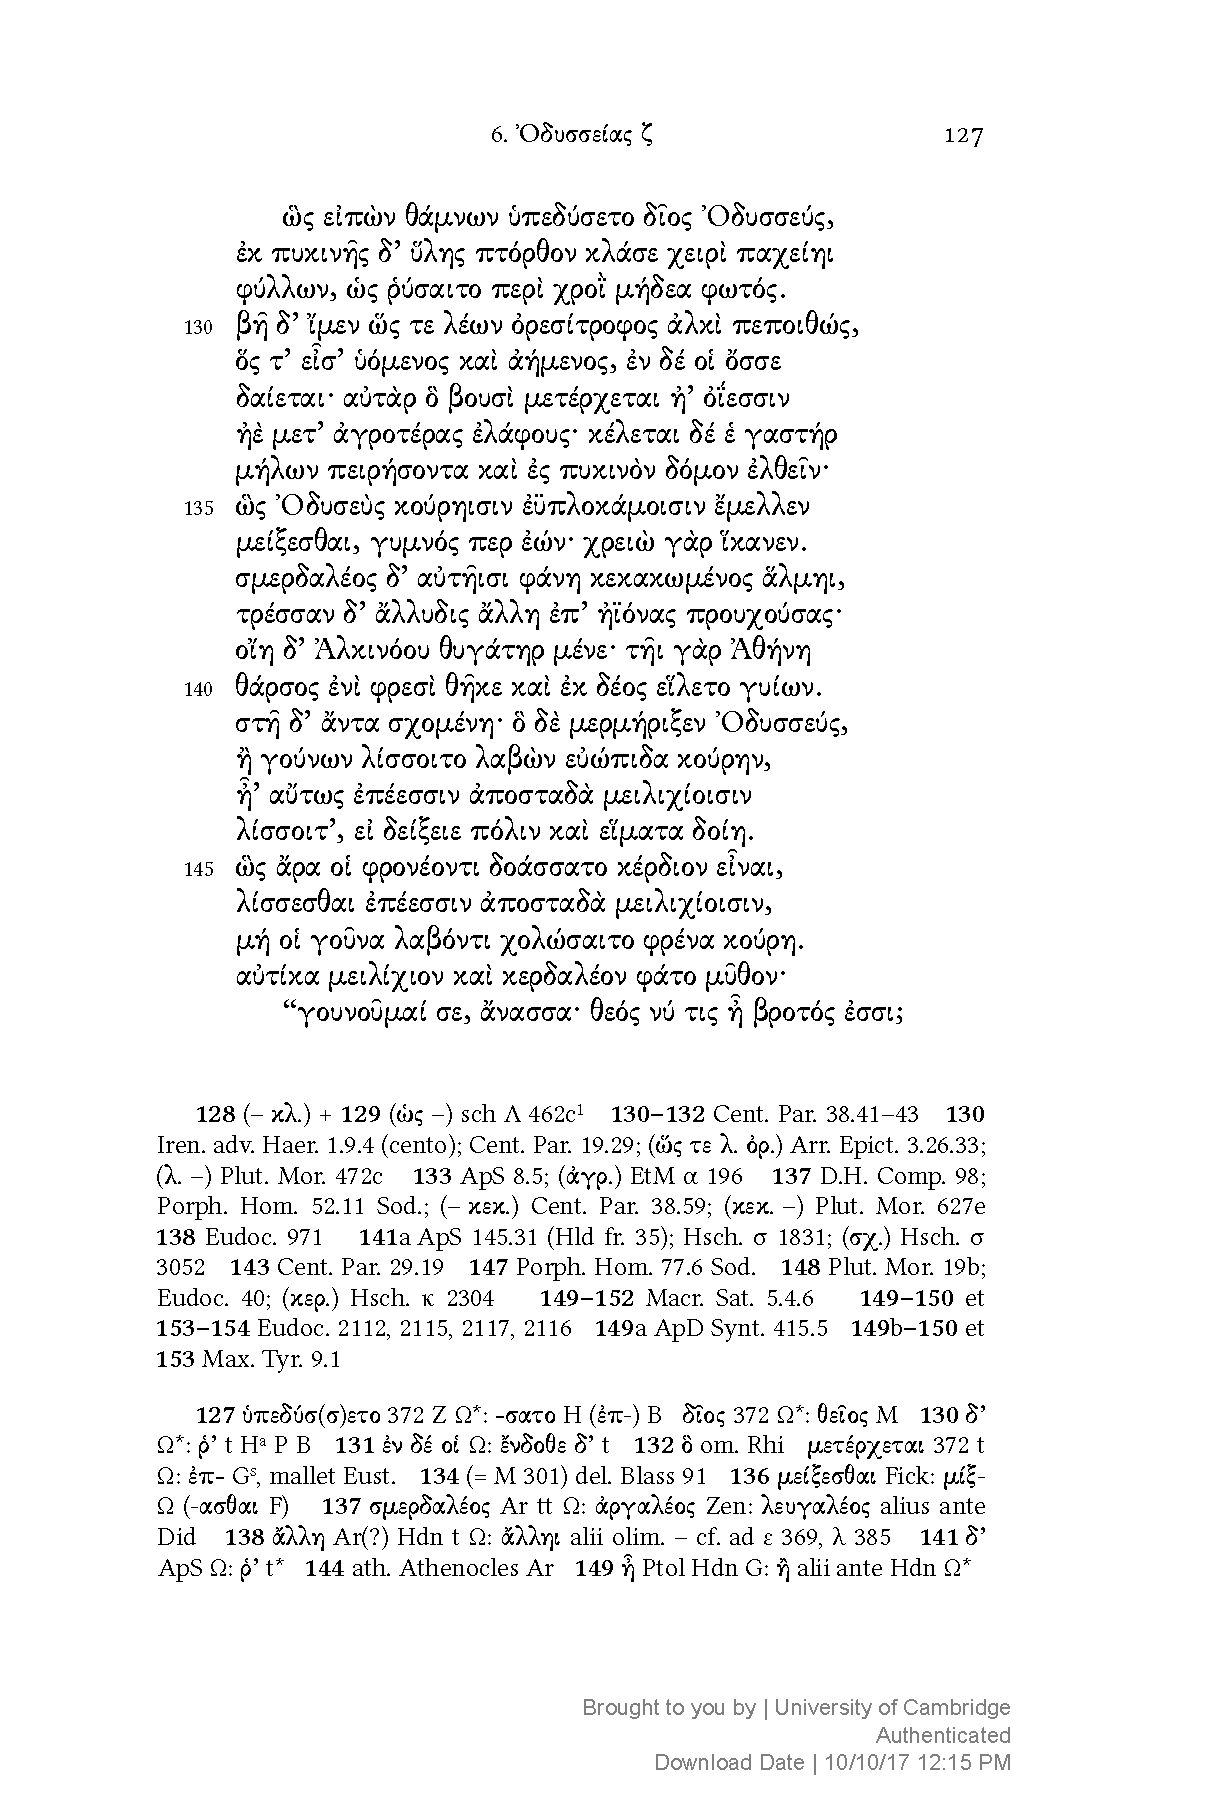 6. Ὀδυσσείας ζ 127
ὣς εἰπὼν θάμνων ὑπεδύσετο δῖος Ὀδυσσεύς,
ἐκ πυκινῆς δ’ ὕλης πτόρθον κλάσε χειρὶ παχείηι
φύλλων, ὡς ῥύσαιτο περὶ χροῒ μήδεα φωτός.
130 βῆ δ’ ἴμεν ὥς τε λέων ὀρεσίτροφος ἀλκὶ πεποιθώς,
ὅς τ’ εἶσ’ ὑόμενος καὶ ἀήμενος, ἐν δέ οἱ ὄσσε
δαίεται· αὐτὰρ ὃ βουσὶ μετέρχεται ἠ’ ὀΐεσσιν
ἠὲ μετ’ ἀγροτέρας ἐλάφους· κέλεται δέ ἑ γαστήρ
μήλων πειρήσοντα καὶ ἐς πυκινὸν δόμον ἐλθεῖν·
135 ὣς Ὀδυσεὺς κούρηισιν ἐϋπλοκάμοισιν ἔμελλεν
μείξεσθαι, γυμνός περ ἐών· χρειὼ γὰρ ἵκανεν.
σμερδαλέος δ’ αὐτῆισι φάνη κεκακωμένος ἅλμηι,
τρέσσαν δ’ ἄλλυδις ἄλλη ἐπ’ ἠϊόνας προυχούσας·
οἴη δ’ Ἀλκινόου θυγάτηρ μένε· τῆι γὰρ Ἀθήνη
140 θάρσος ἐνὶ φρεσὶ θῆκε καὶ ἐκ δέος εἵλετο γυίων.
στῆ δ’ ἄντα σχομένη· ὃ δὲ μερμήριξεν Ὀδυσσεύς,
ἢ γούνων λίσσοιτο λαβὼν εὐώπιδα κούρην,
ἦ’ αὔτως ἐπέεσσιν ἀποσταδὰ μειλιχίοισιν
λίσσοιτ’, εἰ δείξειε πόλιν καὶ εἵματα δοίη.
145 ὣς ἄρα οἱ φρονέοντι δοάσσατο κέρδιον εἶναι,
λίσσεσθαι ἐπέεσσιν ἀποσταδὰ μειλιχίοισιν,
μή οἱ γοῦνα λαβόντι χολώσαιτο φρένα κούρη.
αὐτίκα μειλίχιον καὶ κερδαλέον φάτο μῦθον·
“γουνοῦμαί σε, ἄνασσα· θεός νύ τις ἦ βροτός ἐσσι;
128 (– κλ.) + 129 (ὡς –) sch Λ 462c¹ 130–132 Cent. Par. 38.41–43 130
Iren. adv. Haer. 1.9.4 (cento); Cent. Par. 19.29; (ὥς τε λ. ὀρ.) Arr. Epict. 3.26.33;
(λ. –) Plut. Mor. 472c 133 ApS 8.5; (ἀγρ.) EtM α 196 137 D.H. Comp. 98;
Porph. Hom. 52.11 Sod.; (– κεκ.) Cent. Par. 38.59; (κεκ. –) Plut. Mor. 627e
138 Eudoc. 971 141a ApS 145.31 (Hld fr. 35); Hsch. σ 1831; (σχ.) Hsch. σ
3052 143 Cent. Par. 29.19 147 Porph. Hom. 77.6 Sod. 148 Plut. Mor. 19b;
Eudoc. 40; (κερ.) Hsch. κ 2304 149–152 Macr. Sat. 5.4.6 149–150 et
153–154 Eudoc. 2112, 2115, 2117, 2116 149a ApD Synt. 415.5 149b–150 et
153 Max. Tyr. 9.1
127 ὑπεδύσ(σ)ετο 372 Z Ω*: -σατο H (ἐπ-) B δῖος 372 Ω*: θεῖος M 130 δ’
Ω*: ῥ’ t Hᵃ P B 131 ἐν δέ οἱ Ω: ἔνδοθε δ’ t 132 ὃ om. Rhi μετέρχεται 372 t
Ω: ἐπ- Gˢ, mallet Eust. 134 (= Μ 301) del. Blass 91 136 μείξεσθαι Fick: μίξ-
Ω (-ασθαι F) 137 σμερδαλέος Ar tt Ω: ἀργαλέος Zen: λευγαλέος alius ante
Did 138 ἄλλη Ar(?) Hdn t Ω: ἄλληι alii olim. – cf. ad ε 369, λ 385 141 δ’
ApS Ω: ῥ’ t* 144 ath. Athenocles Ar 149 ἦ Ptol Hdn G: ἢ alii ante Hdn Ω*
Brought to you by | University of Cambridge
Authenticated
Download Date | 10/10/17 12:15 PM